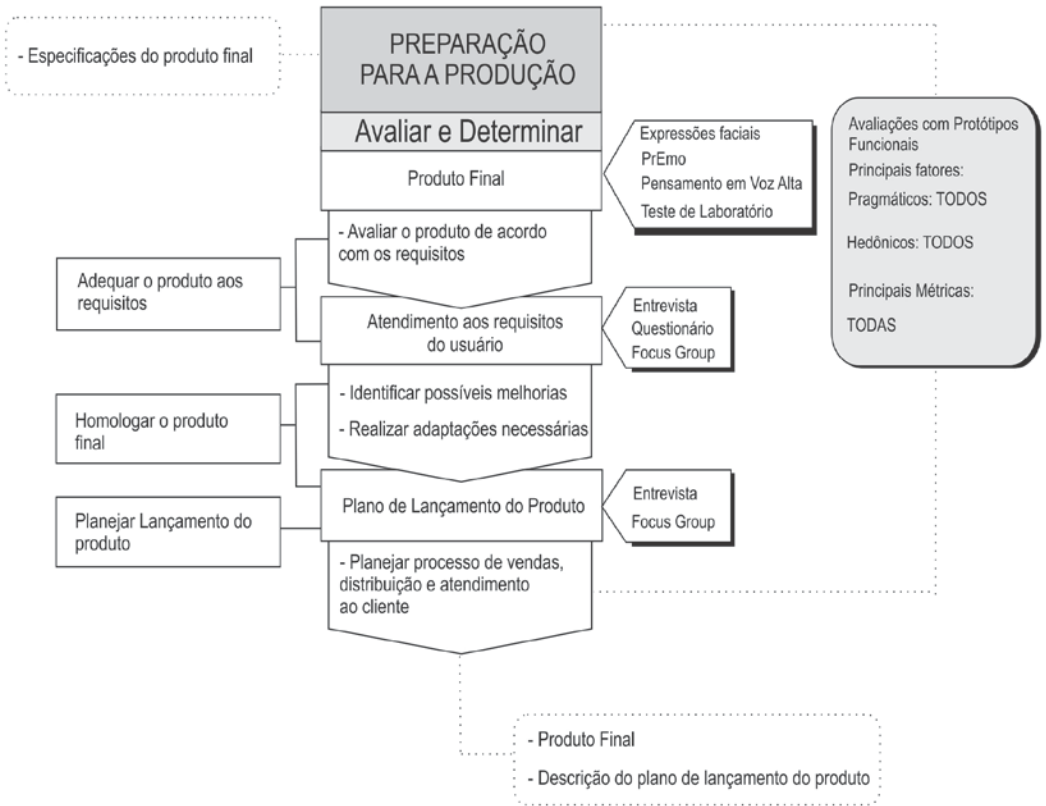 - Especificações do produto final
PREPARAÇÃO
PARA A PRODUÇÃO
Avaliar e Determinar
Produto Final
Expressões faciais
PrEmo
Pensamento em Voz Alta
Teste de Laboratório
Avaliações com Protótipos
Funcionais
Principais fatores:
Pragmáticos: TODOS
Hedônicos: TODOS
Principais Métricas:
TODAS
- Avaliar o produto de acordo
com os requisitos
Adequar o produto aos
requisitos
Atendimento aos requisitos
do usuário
Entrevista
Questionário
Focus Group
- Identificar possíveis melhorias
- Realizar adaptações necessárias
Homologar o produto
final
Plano de Lançamento do Produto
Entrevista
Focus Group
Planejar Lançamento do
produto
- Planejar processo de vendas,
distribuição e atendimento
ao cliente
- Produto Final
- Descrição do plano de lançamento do produto